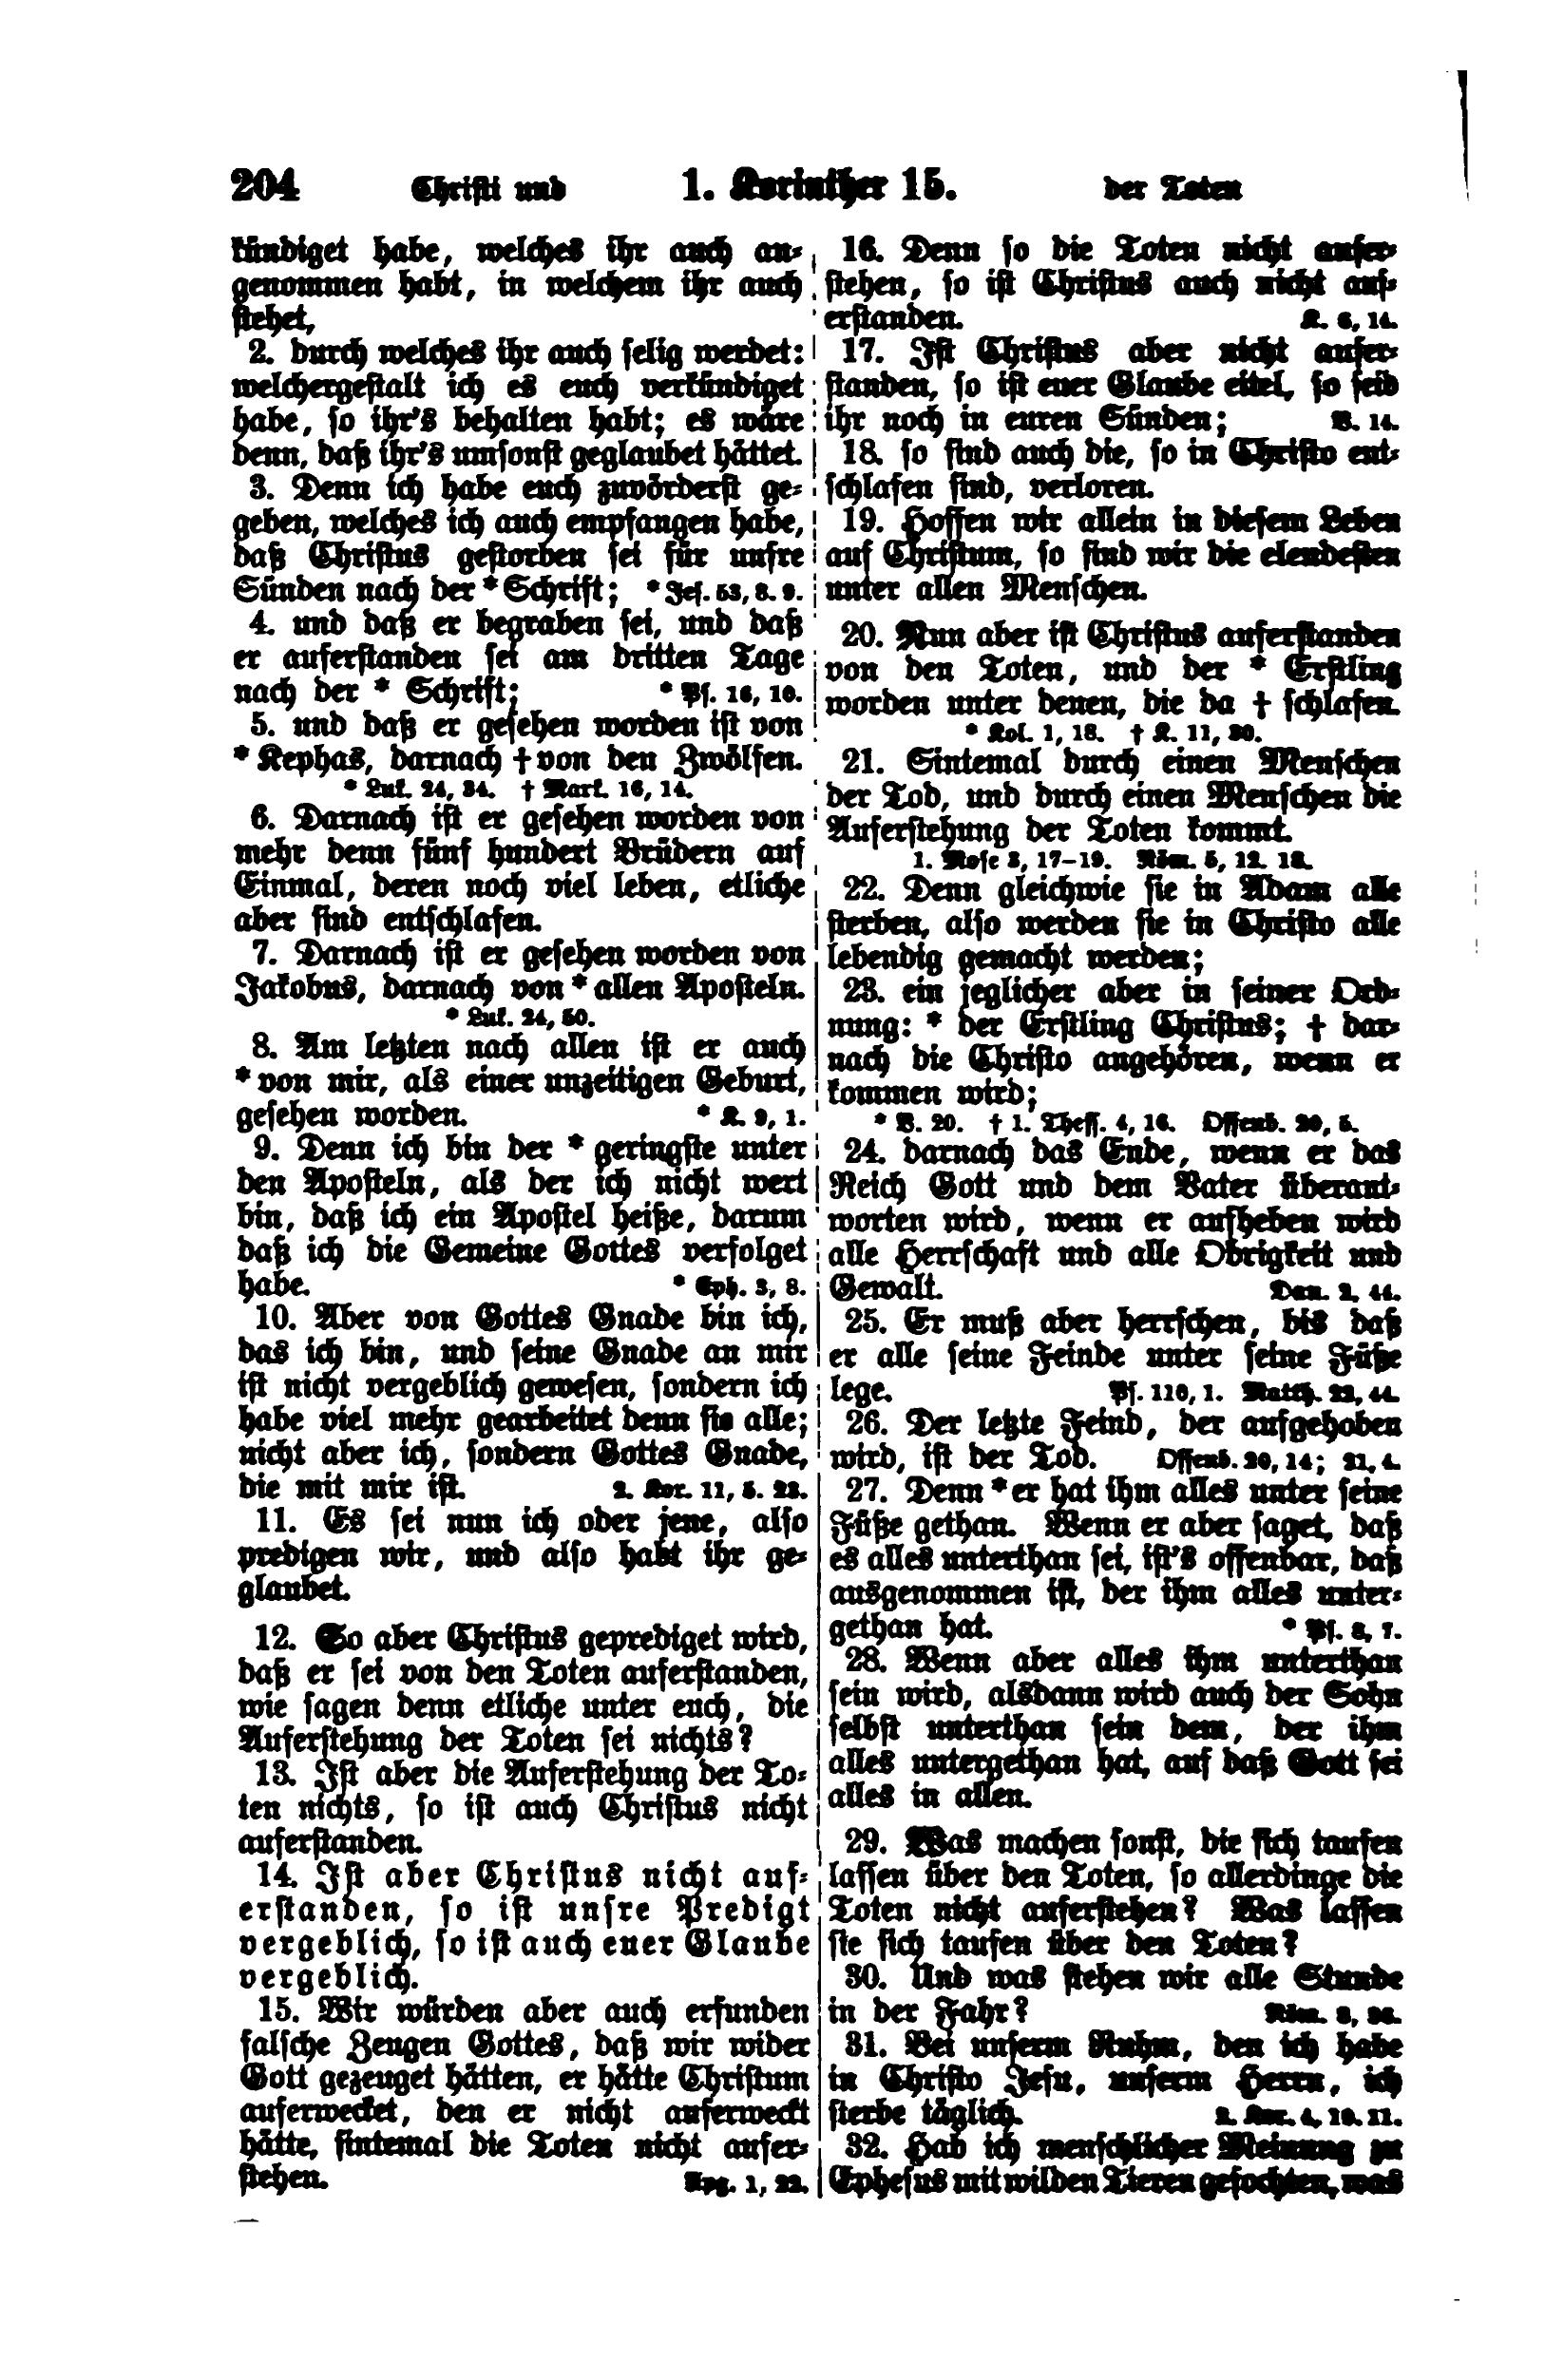 204 Christi und 1. Korinther 15. der Toten
kündiget habe, welches ihr auch an-
genommen habt, in welchem ihr auch
stehet,
2. durch welches ihr auch selig werdet:
welchergestalt ich es euch verkündiget
habe, so ihr's behalten habt; es wäre
denn, daß ihr's umsonst geglaubet hättet.
3. Denn ich habe euch zuvörderst ge-
geben, welches ich auch empfangen habe,
daß Christus gestorben sei für unsre
Sünden nach der * Schrift; * Jes. 53, 8. 9.
4. und daß er begraben sei, und daß
er auferstanden sei am dritten Tage
nach der * Schrift; * Ps. 16, 10.
5. und daß er gesehen worden ist von
* Kephas, darnach † von den Zwölfen.
* Luk. 24, 34. † Mark. 16, 14.
6. Darnach ist er gesehen worden von
mehr denn fünf hundert Brüdern auf
Einmal, deren noch viel leben, etliche
aber sind entschlafen.
7. Darnach ist er gesehen worden von
Jakobus, darnach von * allen Aposteln.
* Luk. 24, 50.
8. Am letzten nach allen ist er auch
* von mir, als einer unzeitigen Geburt,
gesehen worden. * K. 9, 1.
9. Denn ich bin der * geringste unter
den Aposteln, als der ich nicht wert
bin, daß ich ein Apostel heiße, darum
daß ich die Gemeine Gottes verfolget
habe. * Eph. 3, 8.
10. Aber von Gottes Gnade bin ich,
das ich bin, und seine Gnade an mir
ist nicht vergeblich gewesen, sondern ich
habe viel mehr gearbeitet denn sie alle;
nicht aber ich, sondern Gottes Gnade,
die mit mir ist. 2. Kor. 11, 5. 23.
11. Es sei nun ich oder jene, also
predigen wir, und also habt ihr ge-
glaubet.
12. So aber Christus geprediget wird,
daß er sei von den Toten auferstanden,
wie sagen denn etliche unter euch, die
Auferstehung der Toten sei nichts?
13. Ist aber die Auferstehung der To-
ten nichts, so ist auch Christus nicht
auferstanden.
14. Ist aber Christus nicht auf-
erstanden, so ist unsre Predigt
vergeblich, so ist auch euer Glaube
vergeblich.
15. Wir würden aber auch erfunden
falsche Zeugen Gottes, daß wir wider
Gott gezeuget hätten, er hätte Christum
auferwecket, den er nicht auferweckt
hätte, sintemal die Toten nicht aufer-
stehen. Apg. 1, 22.
16. Denn so die Toten nicht aufer-
stehen, so ist Christus auch nicht auf-
erstanden. K. 6, 14.
17. Ist Christus aber nicht aufer-
standen, so ist euer Glaube eitel, so seid
ihr noch in euren Sünden; V. 14.
18. so sind auch die, so in Christo ent-
schlafen sind, verloren.
19. Hoffen wir allein in diesem Leben
auf Christum, so sind wir die elendesten
unter allen Menschen.
20. Nun aber ist Christus auferstanden
von den Toten, und der * Erstling
worden unter denen, die da † schlafen.
* Kol. 1, 18. † K. 11, 30.
21. Sintemal durch einen Menschen
der Tod, und durch einen Menschen die
Auferstehung der Toten kommt.
1. Mose 3, 17-19. Röm. 5, 12. 18.
22. Denn gleichwie sie in Adam alle
sterben, also werden sie in Christo alle
lebendig gemacht werden;
23. ein jeglicher aber in seiner Ord-
nung: * der Erstling Christus; † dar-
nach die Christo angehören, wenn er
kommen wird;
* V. 20. † 1. Thess. 4, 16. Offenb. 20, 5.
24. darnach das Ende, wenn er das
Reich Gott und dem Vater überant-
worten wird, wenn er aufheben wird
alle Herrschaft und alle Obrigkeit und
Gewalt. Dan. 2, 44.
25. Er muß aber herrschen, bis daß
er alle seine Feinde unter seine Füße
lege. Ps. 110, 1. Matth. 22, 44.
26. Der letzte Feind, der aufgehoben
wird, ist der Tod. Offenb. 20, 14; 21, 4.
27. Denn * er hat ihm alles unter seine
Füße gethan. Wenn er aber saget, daß
es alles unterthan sei, ist's offenbar, daß
ausgenommen ist, der ihm alles unter-
gethan hat. * Ps. 8, 7.
28. Wenn aber alles ihm unterthan
sein wird, alsdann wird auch der Sohn
selbst unterthan sein dem, der ihm
alles untergethan hat, auf daß Gott sei
alles in allen.
29. Was machen sonst, die sich taufen
lassen über den Toten, so allerdinge die
Toten nicht auferstehen? Was lassen
sie sich taufen über den Toten?
30. Und was stehen wir alle Stunde
in der Fahr? Röm. 8, 36.
31. Bei unserm Ruhm, den ich habe
in Christo Jesu, unserm Herrn, ich
sterbe täglich. 2. Kor. 4, 10. 11.
32. Hab ich menschlicher Meinung zu
Ephesus mit wilden Tieren gefochten, was